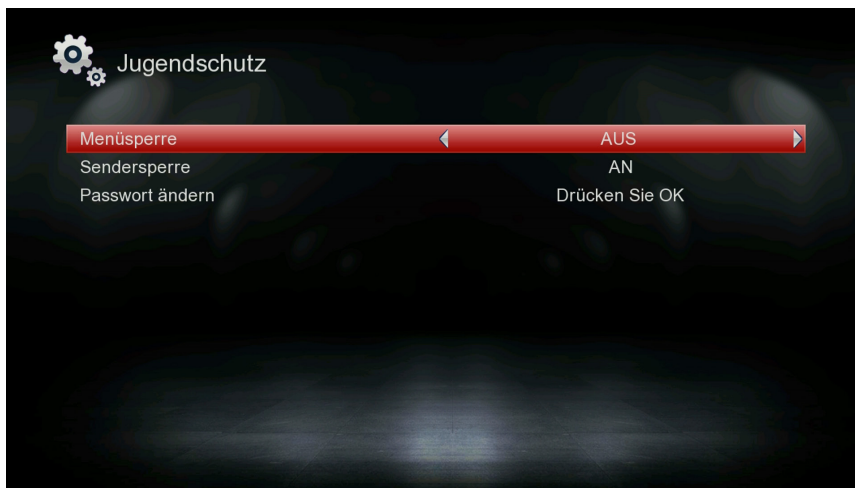 Jugendschutz
Menüsperre AUS
Sendersperre AN
Passwort ändern Drücken Sie OK